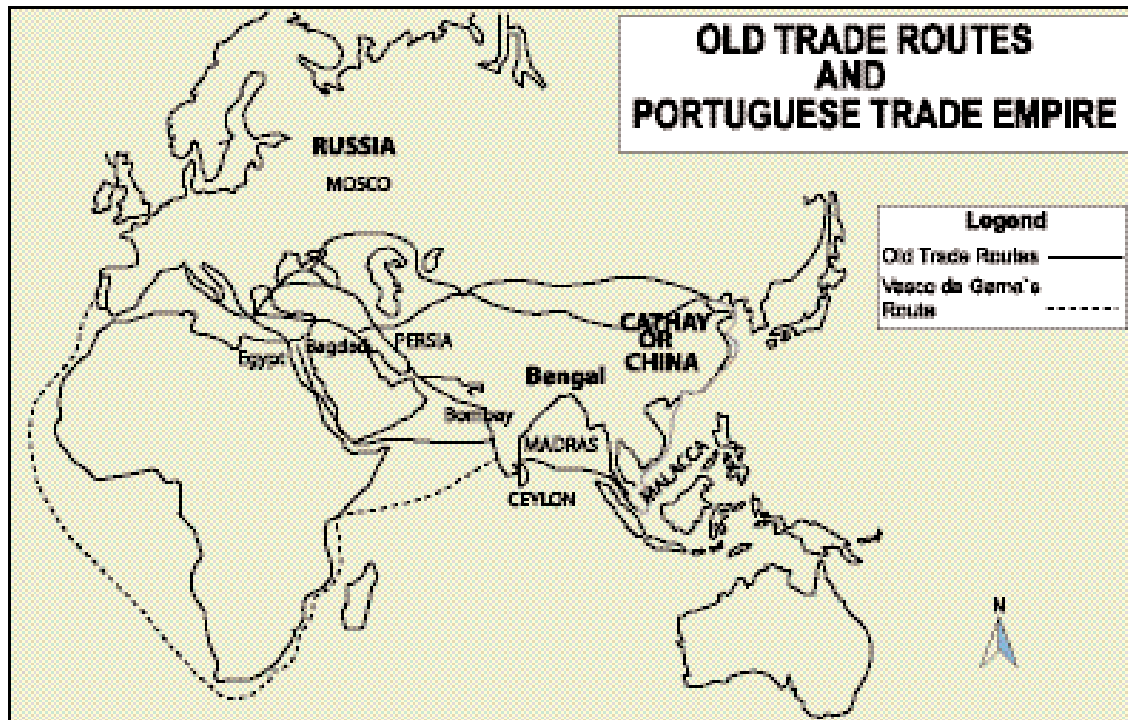 OLD TRADE ROUTES
AND
PORTUGUESE TRADE EMPIRE
RUSSIA
MOSCO
Legend
Old Trade Routes
Vasco da Gama`s
Route
CATHAY
OR
CHINA
PERSIA
Bagdad
Egypt
Bengal
Bombay
MADRAS
MALACCA
CEYLON
N